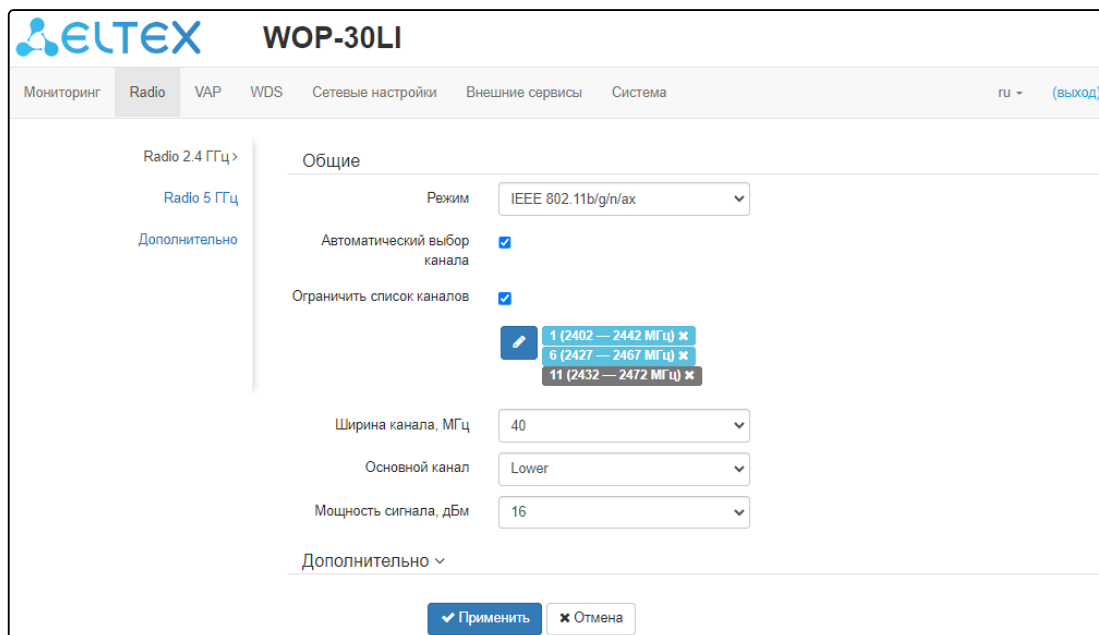 ELTEX WOP-30LI
Мониторинг Radio VAP WDS Сетевые настройки Внешние сервисы Система ru (выход)
Radio 2.4 ГГц >
Radio 5 ГГц
Дополнительно
Общие
Режим IEEE 802.11b/g/n/ax
Автоматический выбор
канала
Ограничить список каналов
1 (2402 — 2442 МГц) ✖
6 (2427 — 2467 МГц) ✖
11 (2432 — 2472 МГц) ✖
Ширина канала, МГц 40
Основной канал Lower
Мощность сигнала, дБм 16
Дополнительно
✔ Применить ✖ Отмена